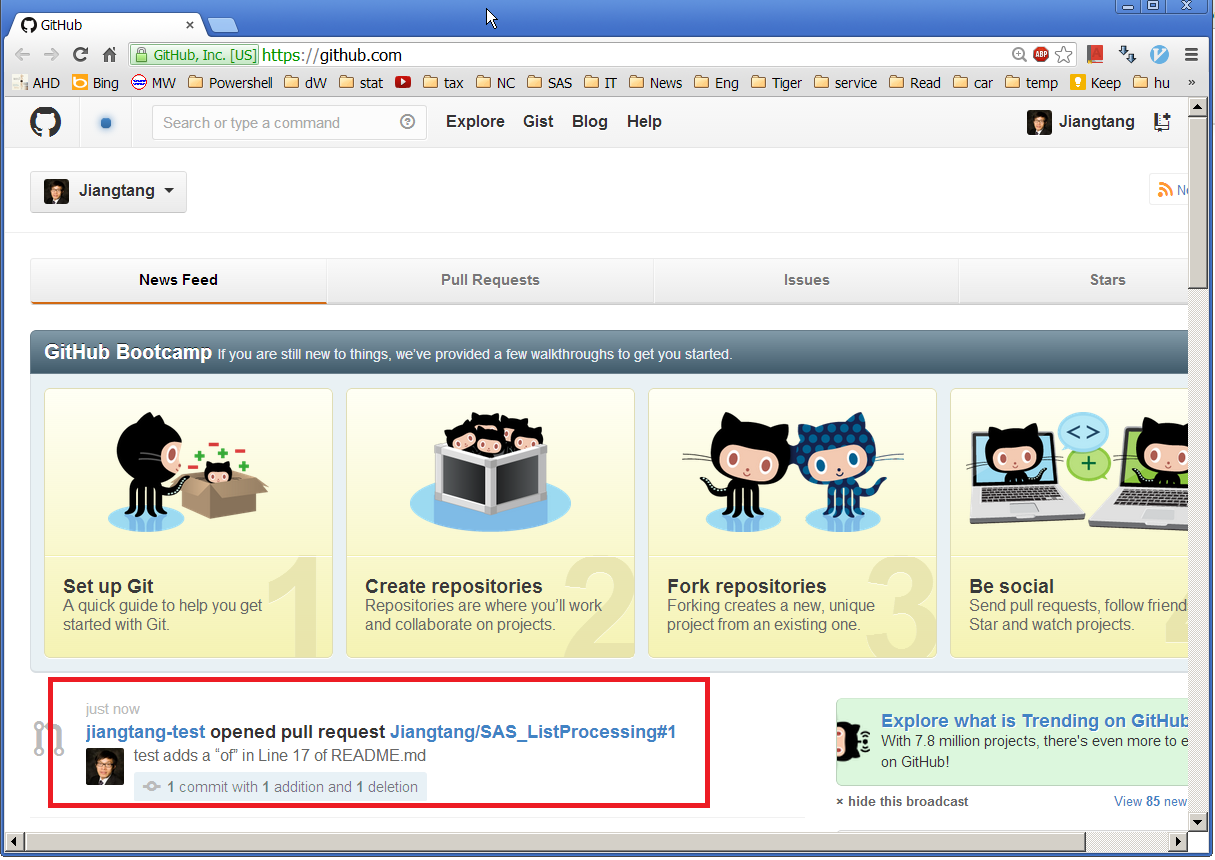 GitHub
GitHub, Inc. [US] https://github.com
ABP
AHD Bing MW Powershell dW stat tax NC SAS IT News Eng Tiger service Read car temp Keep hu »
Search or type a command
Explore Gist Blog Help
Jiangtang
Jiangtang
News Feed Pull Requests Issues Stars
GitHub Bootcamp If you are still new to things, we've provided a few walkthroughs to get you started.
1
Set up Git
A quick guide to help you get
started with Git.
2
Create repositories
Repositories are where you'll work
and collaborate on projects.
3
Fork repositories
Forking creates a new, unique
project from an existing one.
Be social
Send pull requests, follow friend
Star and watch projects.
just now
jiangtang-test opened pull request Jiangtang/SAS_ListProcessing#1
test adds a “of” in Line 17 of README.md
1 commit with 1 addition and 1 deletion
Explore what is Trending on GitHub
With 7.8 million projects, there's even more to e
on GitHub!
× hide this broadcast
View 85 new